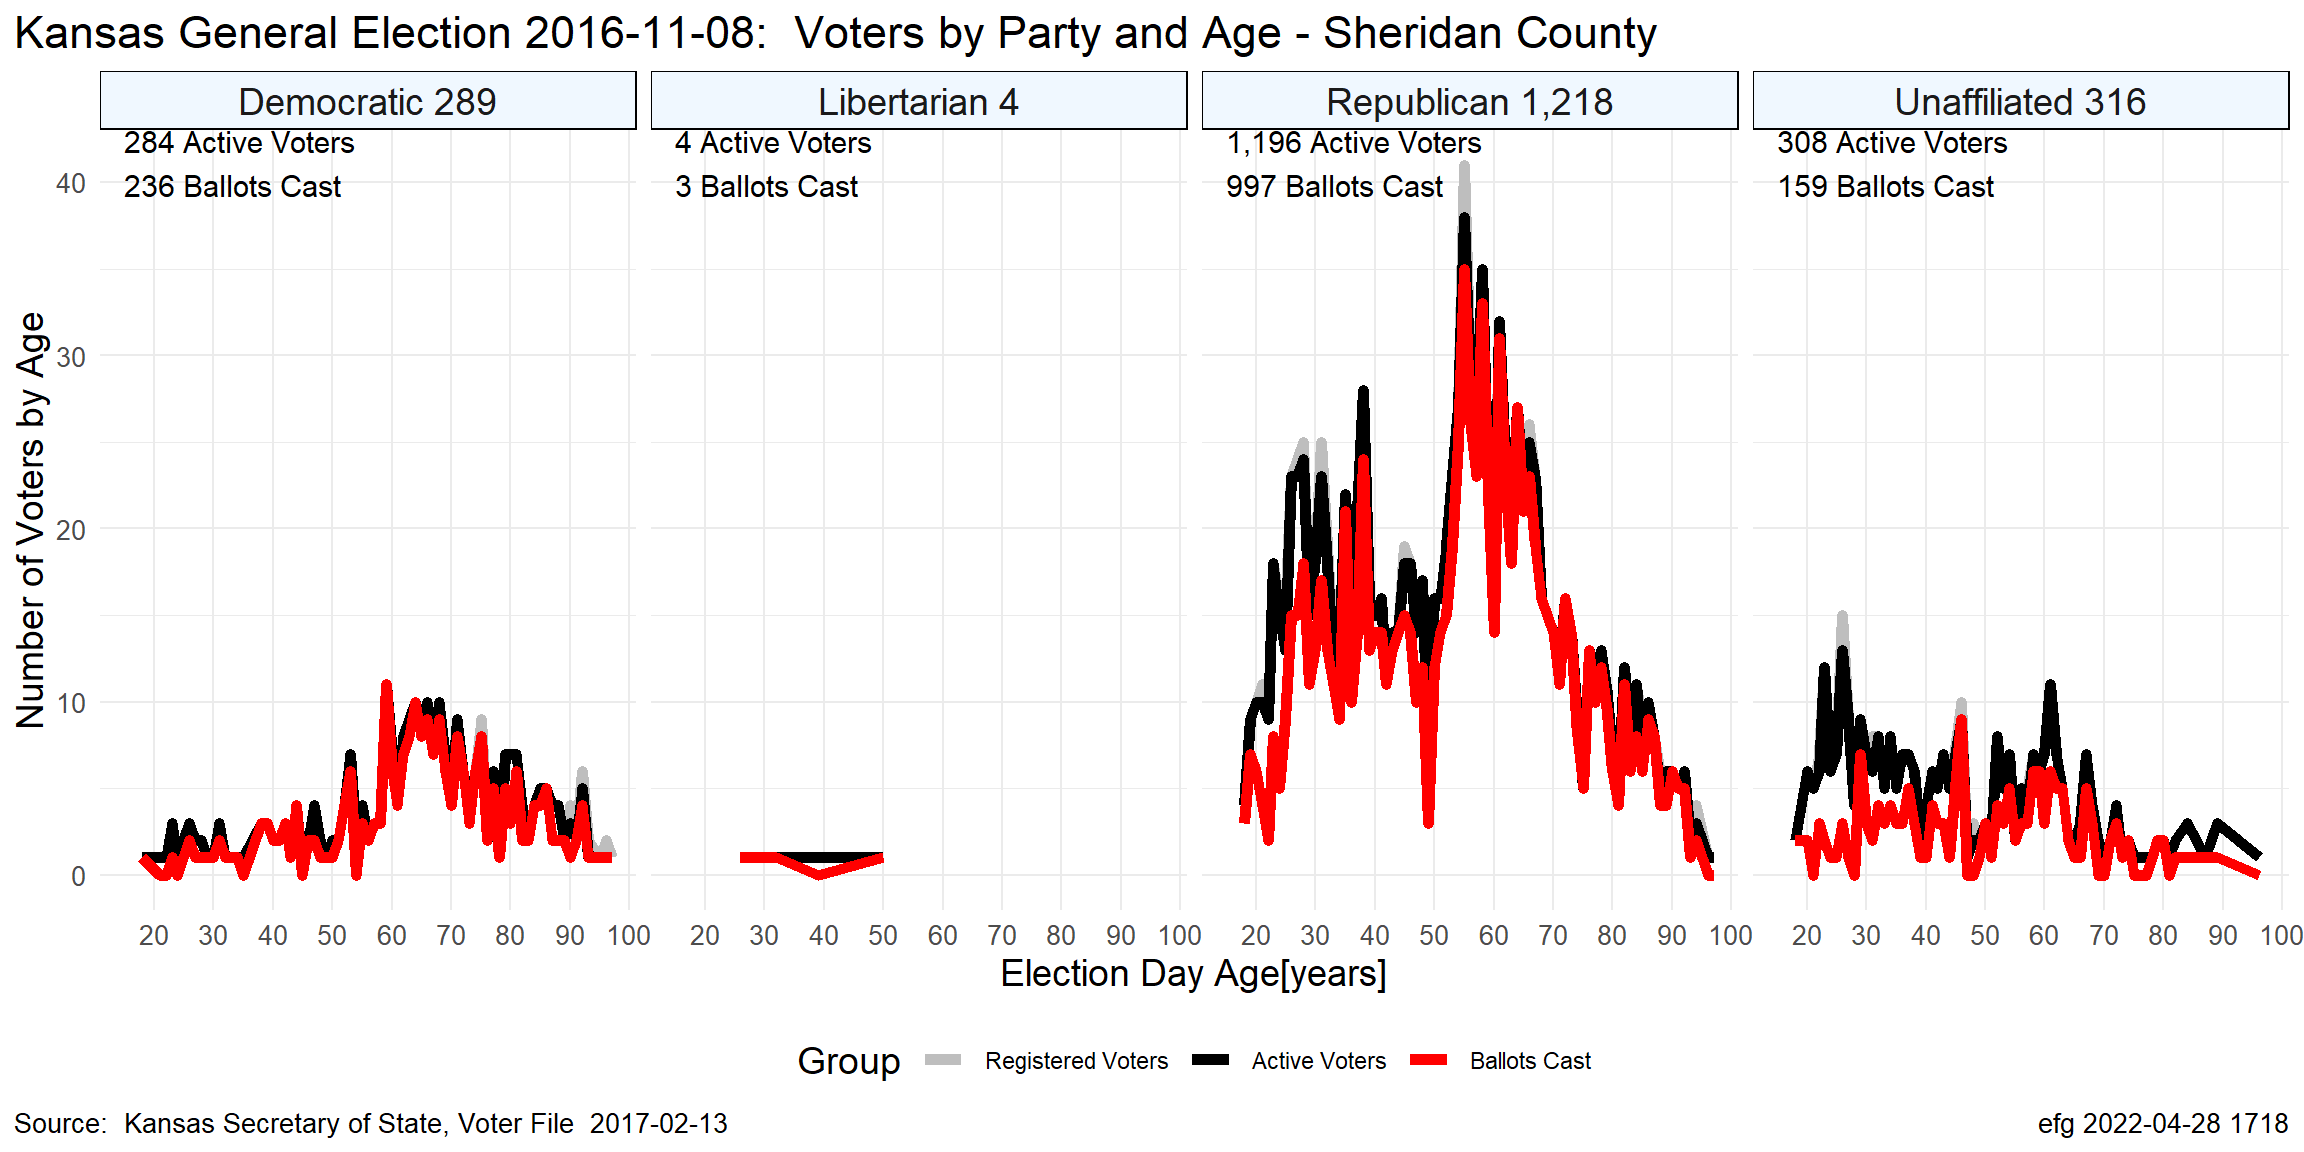 Kansas General Election 2016-11-08:  Voters by Party and Age - Sheridan County
Democratic 289
Libertarian 4
Republican 1,218
Unaffiliated 316
284 Active Voters
236 Ballots Cast
4 Active Voters
3 Ballots Cast
1,196 Active Voters
997 Ballots Cast
308 Active Voters
159 Ballots Cast
Number of Voters by Age
40
30
20
10
0
20 30 40 50 60 70 80 90 100
20 30 40 50 60 70 80 90 100
20 30 40 50 60 70 80 90 100
20 30 40 50 60 70 80 90 100
Election Day Age[years]
Group Registered Voters Active Voters Ballots Cast
Source:  Kansas Secretary of State, Voter File  2017-02-13
efg 2022-04-28 1718